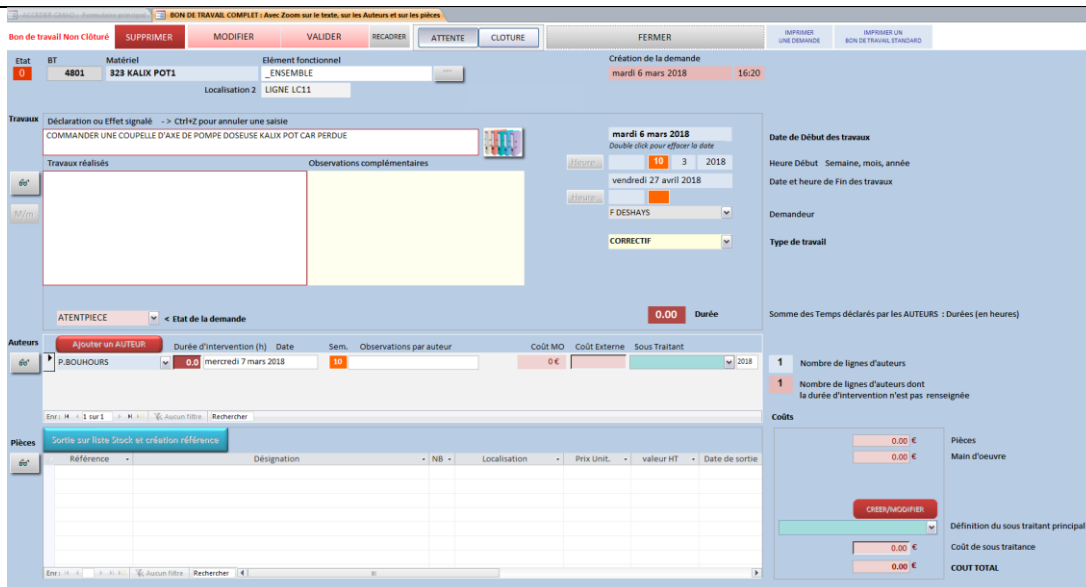 BON DE TRAVAIL COMPLET : Avec Zoom sur le texte, sur les Auteurs et sur les pièces
Bon de travail Non Clôturé SUPPRIMER MODIFIER VALIDER RECADRER ATTENTE CLOTURE FERMER IMPRIMER UNE DEMANDE IMPRIMER UN BON DE TRAVAIL STANDARD
Etat BT Matériel Elément fonctionnel Création de la demande
0 4801 323 KALIX POT1 _ENSEMBLE ... mardi 6 mars 2018 16:20
Localisation 2 LIGNE LC11
Travaux Déclaration ou Effet signalé -> Ctrl+Z pour annuler une saisie
COMMANDER UNE COUPELLE D'AXE DE POMPE DOSEUSE KALIX POT CAR PERDUE
mardi 6 mars 2018 Date de Début des travaux
Double click pour effacer la date
Travaux réalisés Observations complémentaires Heure 10 3 2018 Heure Début Semaine, mois, année
vendredi 27 avril 2018 Date et heure de Fin des travaux
Heure
M/m F DESHAYS Demandeur
CORRECTIF Type de travail
ATENTPIECE < Etat de la demande 0.00 Durée Somme des Temps déclarés par les AUTEURS : Durées (en heures)
Auteurs Ajouter un AUTEUR Durée d'intervention (h) Date Sem. Observations par auteur Coût MO Coût Externe Sous Traitant
P.BOUHOURS 0.0 mercredi 7 mars 2018 10 0 € 2018 1 Nombre de lignes d'auteurs
1 Nombre de lignes d'auteurs dont
la durée d'intervention n'est pas renseignée
Enr : 1 sur 1 Aucun filtre Rechercher
Coûts
Pièces Sortie sur liste Stock et création référence 0.00 € Pièces
Référence Désignation NB Localisation Prix Unit. valeur HT Date de sortie 0.00 € Main d'oeuvre
CREER/MODIFIER
Définition du sous traitant principal
0.00 € Coût de sous traitance
Enr : Aucun filtre Rechercher 0.00 € COUT TOTAL